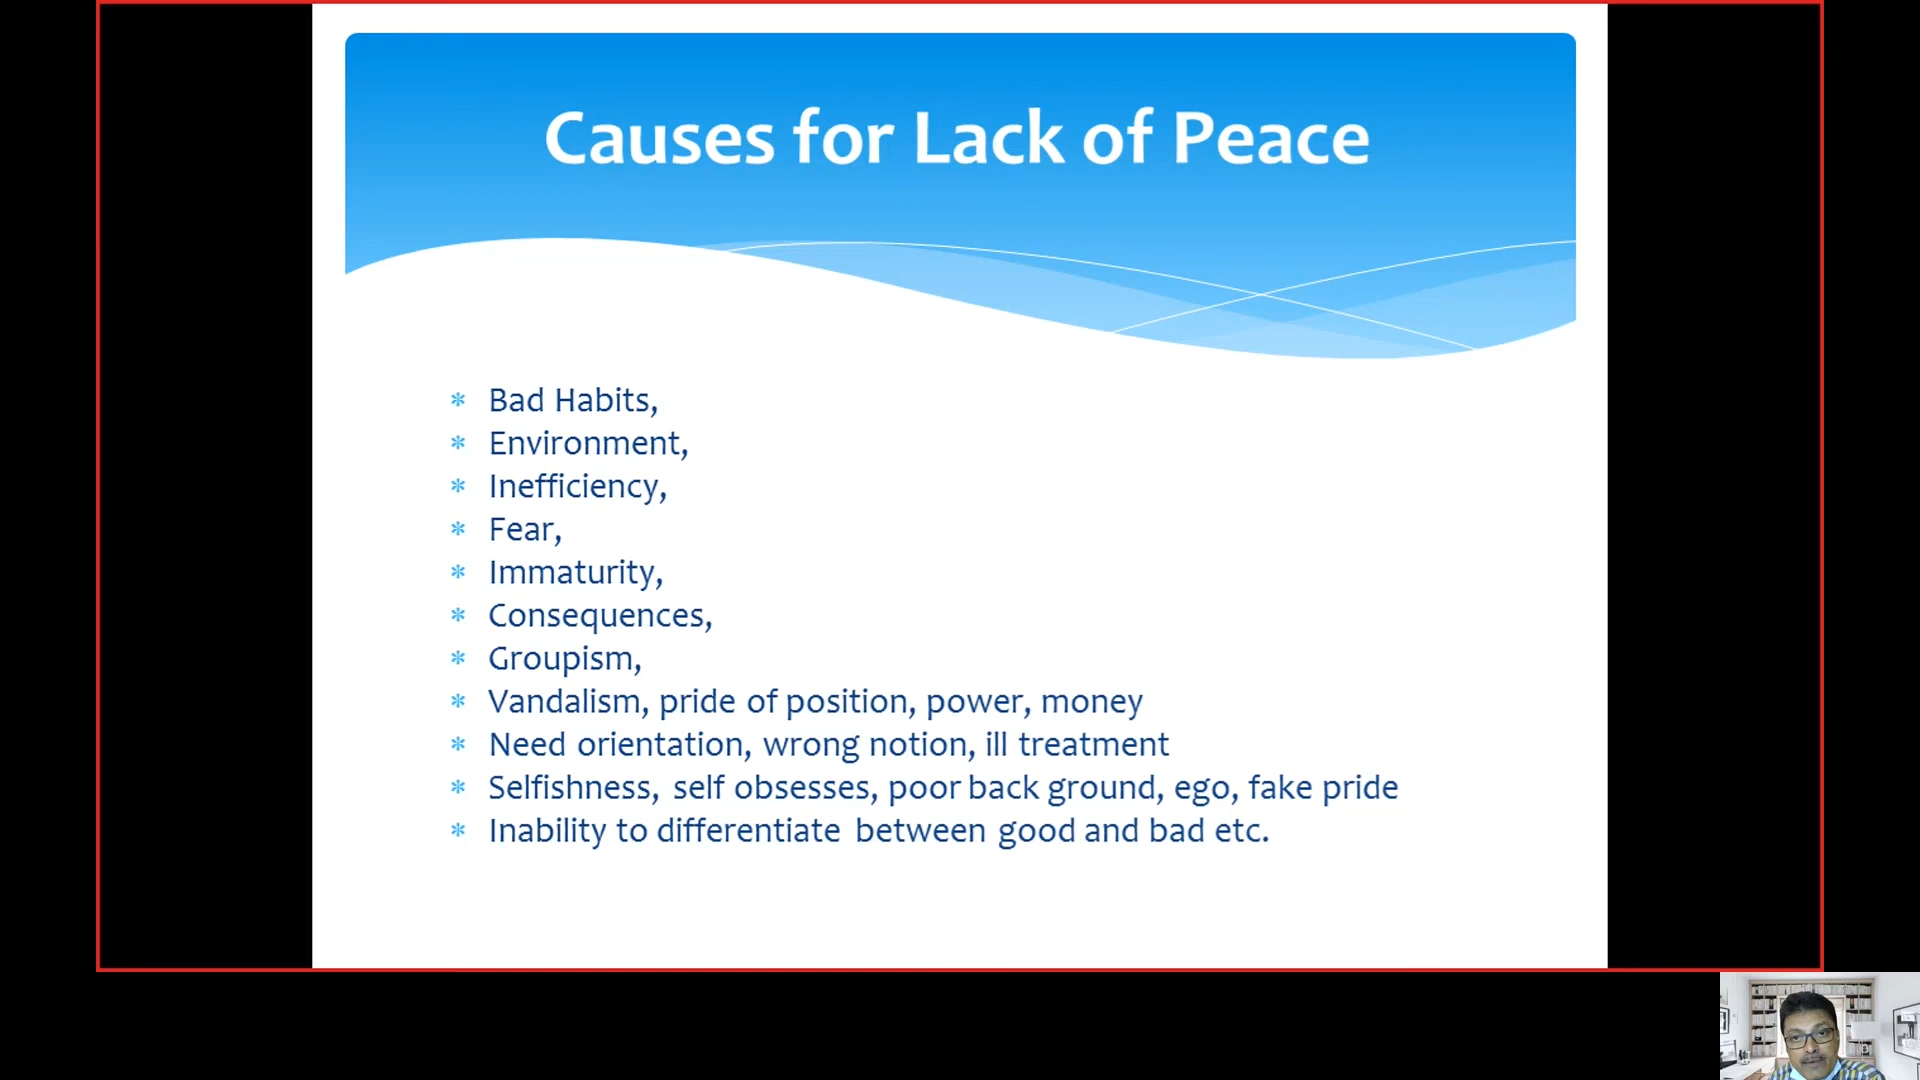 Causes for Lack of Peace
* Bad Habits,
* Environment,
* Inefficiency,
* Fear,
* Immaturity,
* Consequences,
* Groupism,
* Vandalism, pride of position, power, money
* Need orientation, wrong notion, ill treatment
* Selfishness, self obsesses, poor back ground, ego, fake pride
* Inability to differentiate between good and bad etc.